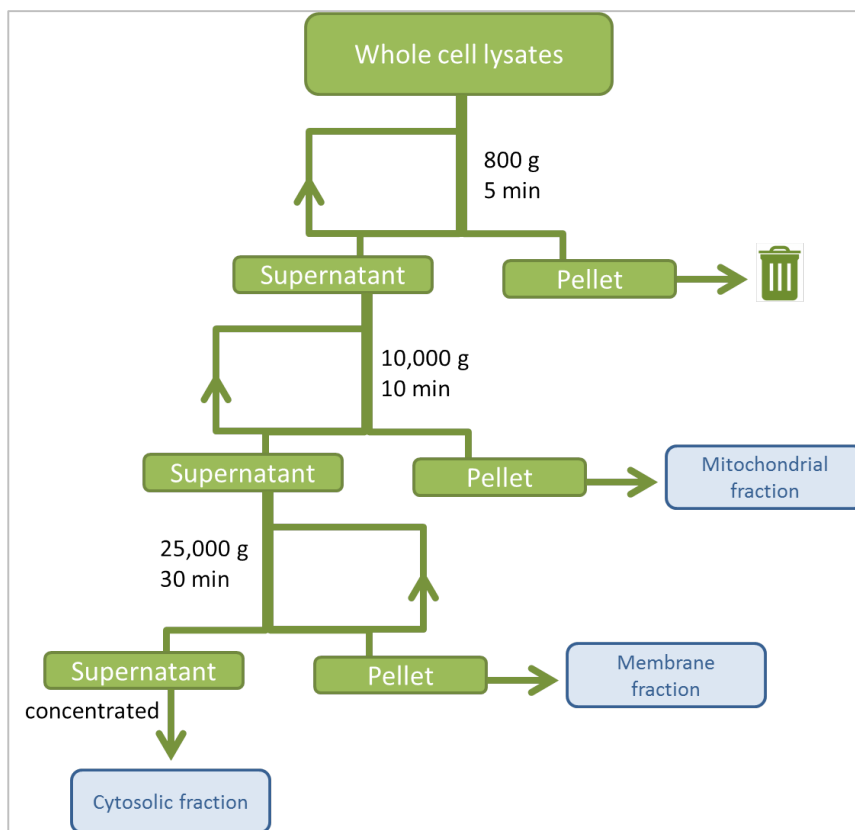 Whole cell lysates
800 g
5 min
Supernatant
Pellet
10,000 g
10 min
Supernatant
Pellet
Mitochondrial
fraction
25,000 g
30 min
Supernatant
Pellet
Membrane
fraction
concentrated
Cytosolic fraction